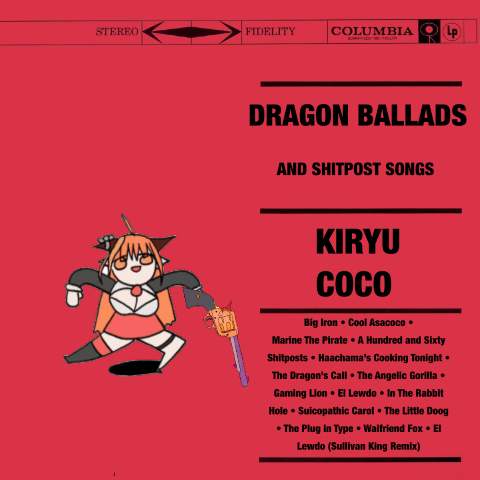 STEREO FIDELITY COLUMBIA Lp
DRAGON BALLADS
AND SHITPOST SONGS
KIRYU
COCO
Big Iron • Cool Asacoco •
Marine The Pirate • A Hundred and Sixty
Shitposts • Haachama's Cooking Tonight •
The Dragon's Call • The Angelic Gorilla •
Gaming Lion • El Lewdo • In The Rabbit
Hole • Suicopathic Carol • The Little Doog
• The Plug in Type • Waifriend Fox • El
Lewdo (Sullivan King Remix)